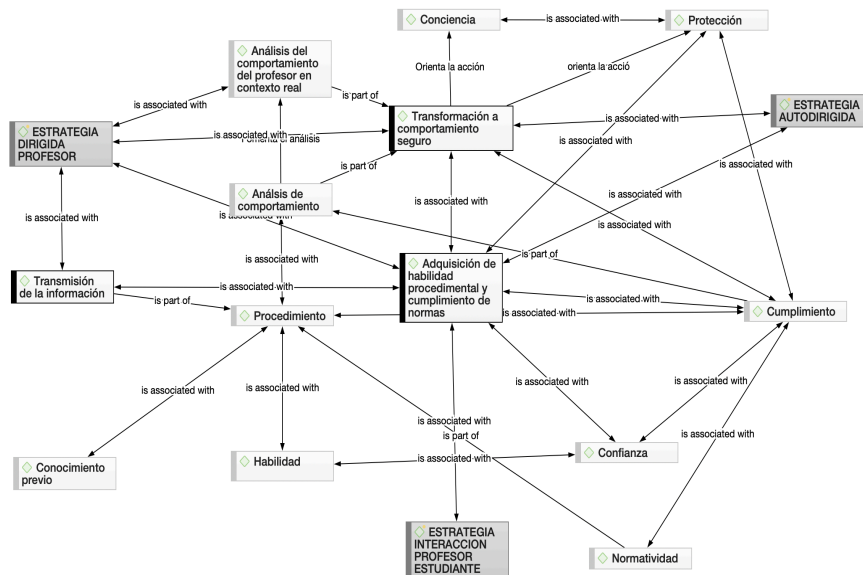 Conciencia
is associated with
Protección
Análisis del
comportamiento
del profesor en
contexto real
Orienta la acción
orienta la acció
is part of
is associated with
ESTRATEGIA
DIRIGIDA
PROFESOR
Transformación a
comportamiento
seguro
ESTRATEGIA
AUTODIRIGIDA
is associated with
is associated with
is associated with
is part of
Análsis de
comportamiento
is associated with
is associated with
is associated with
is associated with
is associated with
is part of
is associated with
Transmisión
de la información
is associated with
is part of
Adquisición de
habilidad
procedimental y
cumplimiento de
normas
is associated with
is associated with
Procedimiento
Cumplimiento
is associated with
is associated with
is associated with
is associated with
is associated with
is part of
is associated with
Conocimiento
previo
Habilidad
is associated with
Confianza
ESTRATEGIA
INTERACCION
PROFESOR
ESTUDIANTE
Normatividad